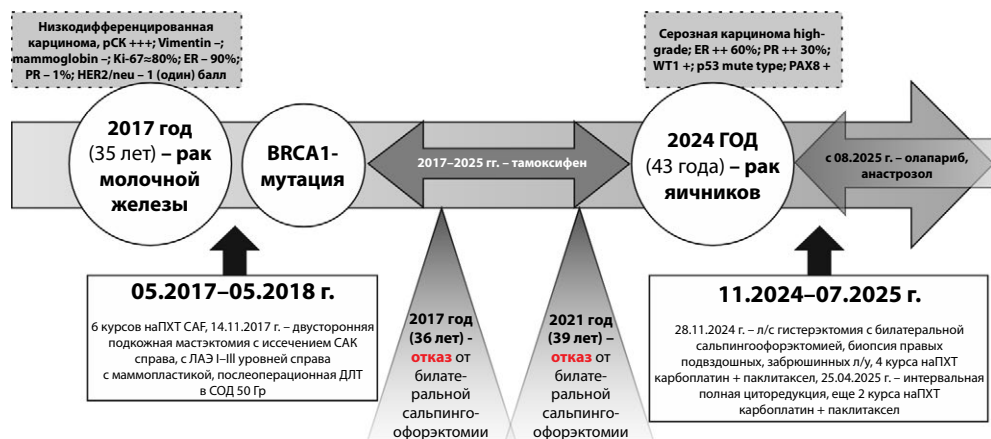 Низкодифференцированная
карцинома, pCK +++; Vimentin –;
mammoglobin –; Ki-67≈80%; ER – 90%;
PR – 1%; HER2/neu – 1 (один) балл
2017 год
(35 лет) – рак
молочной
железы
BRCA1-
мутация
2017–2025 гг. – тамоксифен
Серозная карцинома high-
grade; ER ++ 60%; PR ++ 30%;
WT1 +; p53 mute type; PAX8 +
2024 ГОД
(43 года) – рак
яичников
с 08.2025 г. – олапариб,
анастрозол
05.2017–05.2018 г.
6 курсов наПХТ CAF, 14.11.2017 г. – двусторонняя
подкожная мастэктомия с иссечением САК
справа, с ЛАЭ I–III уровней справа
с маммопластикой, послеоперационная ДЛТ
в СОД 50 Гр
2017 год
(36 лет) -
отказ от
билате-
ральной
сальпинго-
офорэктомии
2021 год
(39 лет) –
отказ от
билате-
ральной
сальпинго-
офорэктомии
11.2024–07.2025 г.
28.11.2024 г. – л/с гистерэктомия с билатеральной
сальпингоофорэктомией, биопсия правых
подвздошных, забрюшинных л/у, 4 курса наПХТ
карбоплатин + паклитаксел, 25.04.2025 г. – интервальная
полная циторедукция, еще 2 курса наПХТ
карбоплатин + паклитаксел